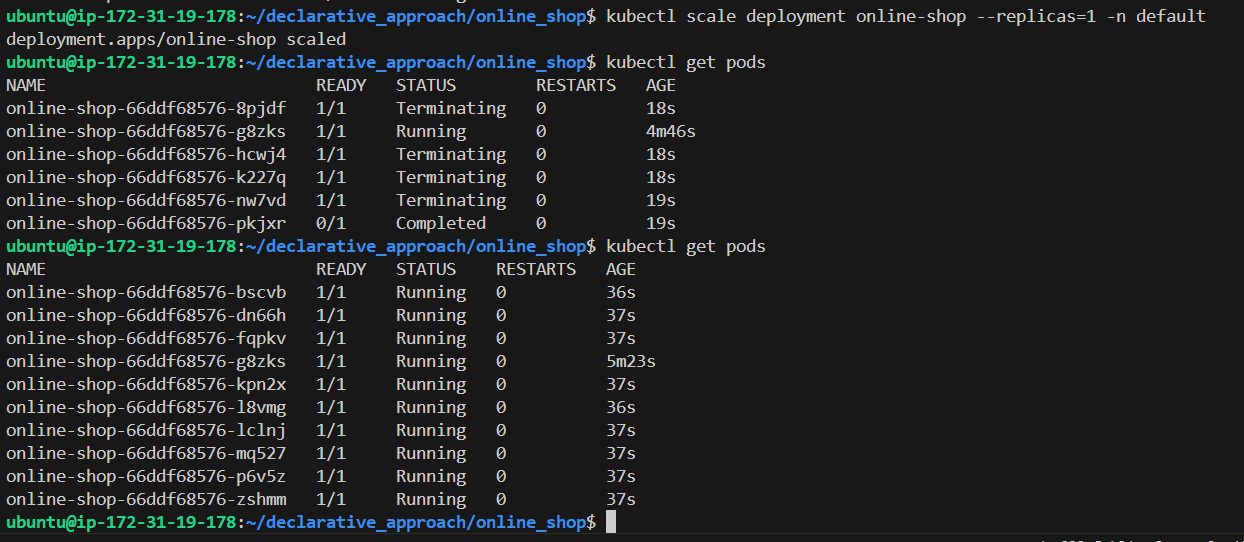 ubuntu@ip-172-31-19-178:~/declarative_approach/online_shop$ kubectl scale deployment online-shop --replicas=1 -n default
deployment.apps/online-shop scaled
ubuntu@ip-172-31-19-178:~/declarative_approach/online_shop$ kubectl get pods
NAME                           READY   STATUS        RESTARTS   AGE
online-shop-66ddf68576-8pjdf   1/1     Terminating   0          18s
online-shop-66ddf68576-g8zks   1/1     Running       0          4m46s
online-shop-66ddf68576-hcwj4   1/1     Terminating   0          18s
online-shop-66ddf68576-k227q   1/1     Terminating   0          18s
online-shop-66ddf68576-nw7vd   1/1     Terminating   0          19s
online-shop-66ddf68576-pkjxr   0/1     Completed     0          19s
ubuntu@ip-172-31-19-178:~/declarative_approach/online_shop$ kubectl get pods
NAME                           READY   STATUS    RESTARTS   AGE
online-shop-66ddf68576-bscvb   1/1     Running   0          36s
online-shop-66ddf68576-dn66h   1/1     Running   0          37s
online-shop-66ddf68576-fqpkv   1/1     Running   0          37s
online-shop-66ddf68576-g8zks   1/1     Running   0          5m23s
online-shop-66ddf68576-kpn2x   1/1     Running   0          37s
online-shop-66ddf68576-l8vmg   1/1     Running   0          36s
online-shop-66ddf68576-lclnj   1/1     Running   0          37s
online-shop-66ddf68576-mq527   1/1     Running   0          37s
online-shop-66ddf68576-p6v5z   1/1     Running   0          37s
online-shop-66ddf68576-zshmm   1/1     Running   0          37s
ubuntu@ip-172-31-19-178:~/declarative_approach/online_shop$